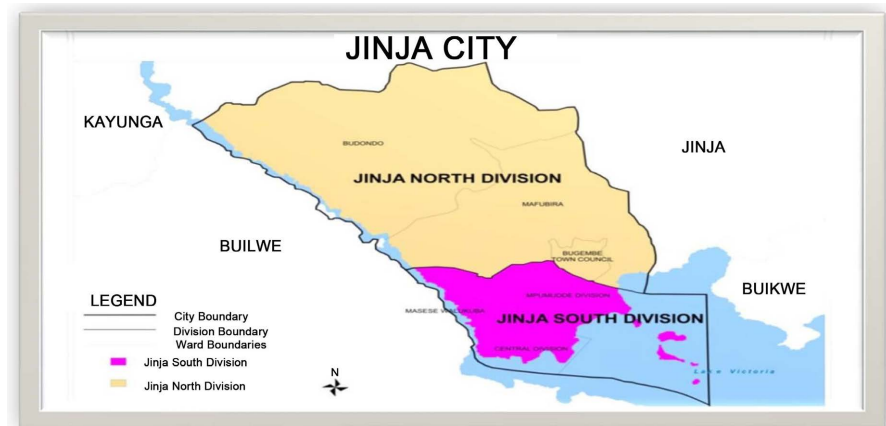 JINJA CITY
KAYUNGA
JINJA
BUDONDO
JINJA NORTH DIVISION
MAFUBIRA
BUILWE
BUGEMBE
TOWN COUNCIL
BUIKWE
LEGEND
MPUMUDDE DIVISION
MASESE WALUKUBA
JINJA SOUTH DIVISION
City Boundary
Division Boundary
Ward Boundaries
CENTRAL DIVISION
Jinja South Division
Lake Victoria
N
Jinja North Division